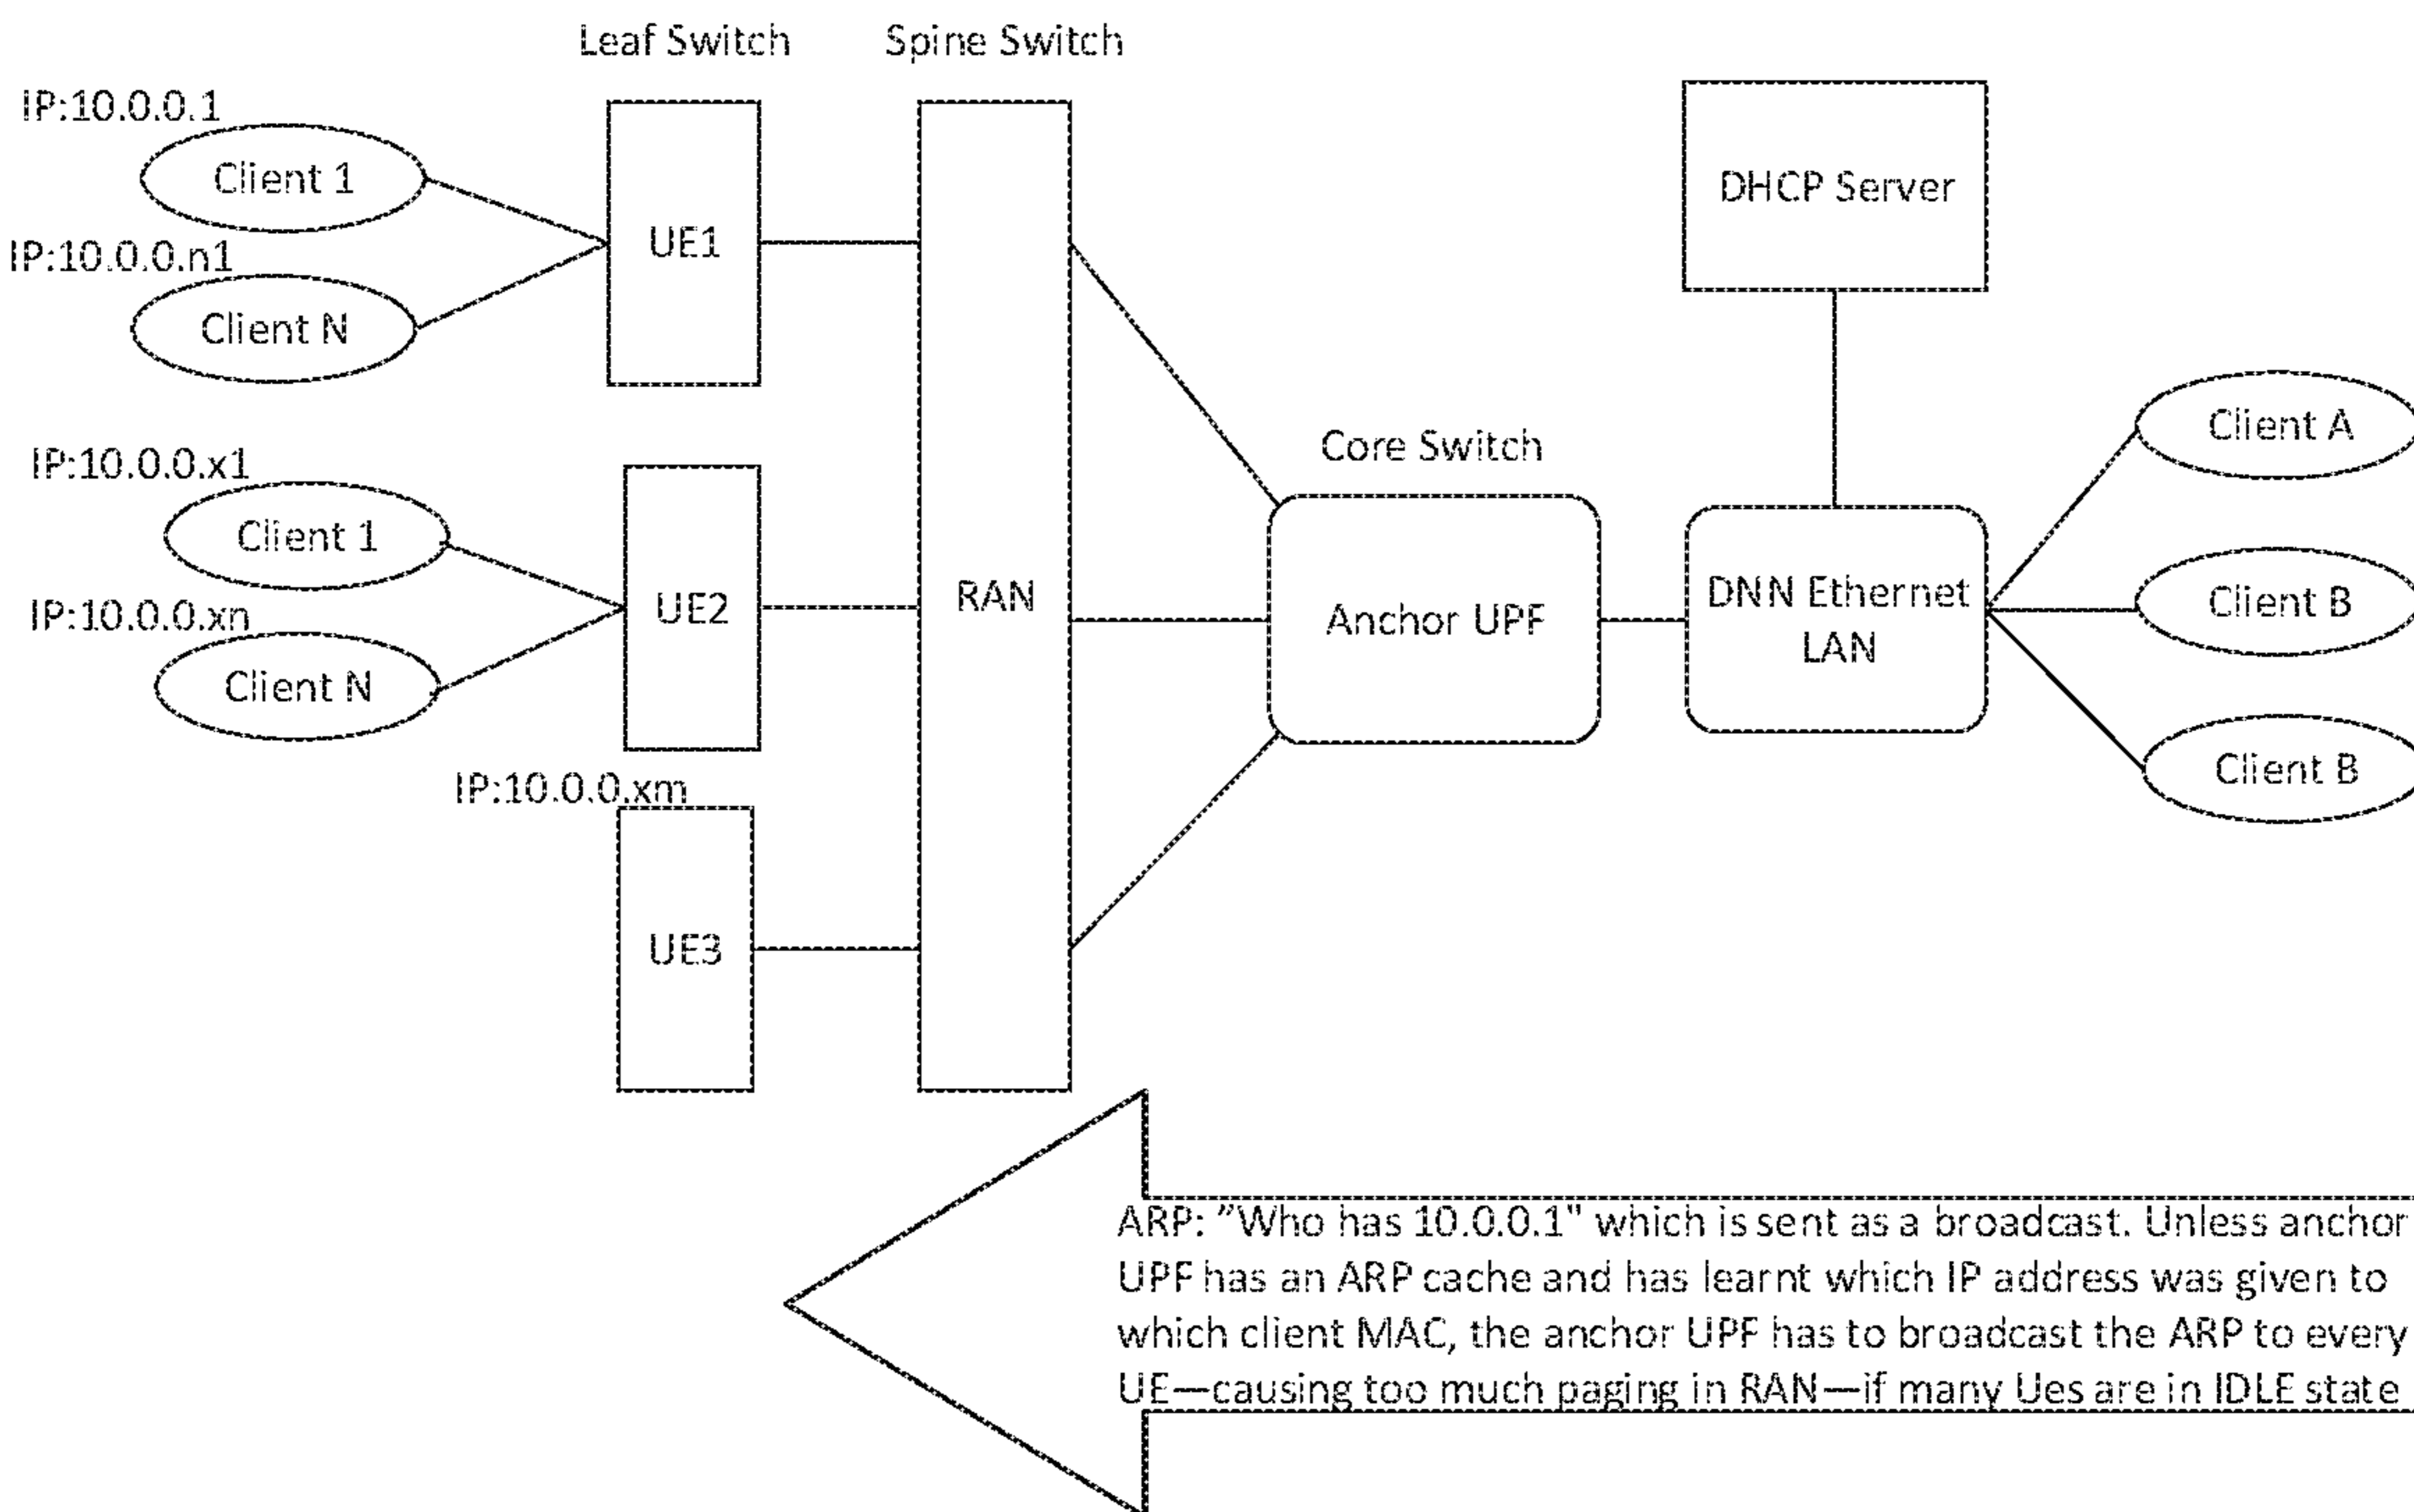 Leaf Switch
Spine Switch
IP:10.0.0.1
Client 1
IP:10.0.0.n1
Client N
UE1
DHCP Server
IP:10.0.0.x1
Client 1
IP:10.0.0.xn
Client N
UE2
RAN
Core Switch
Anchor UPF
DNN Ethernet
LAN
Client A
Client B
Client B
IP:10.0.0.xm
UE3
ARP: ”Who has 10.0.0.1" which is sent as a broadcast. Unless anchor
UPF has an ARP cache and has learnt which IP address was given to
which client MAC, the anchor UPF has to broadcast the ARP to every
UE—causing too much paging in RAN—if many Ues are in IDLE state